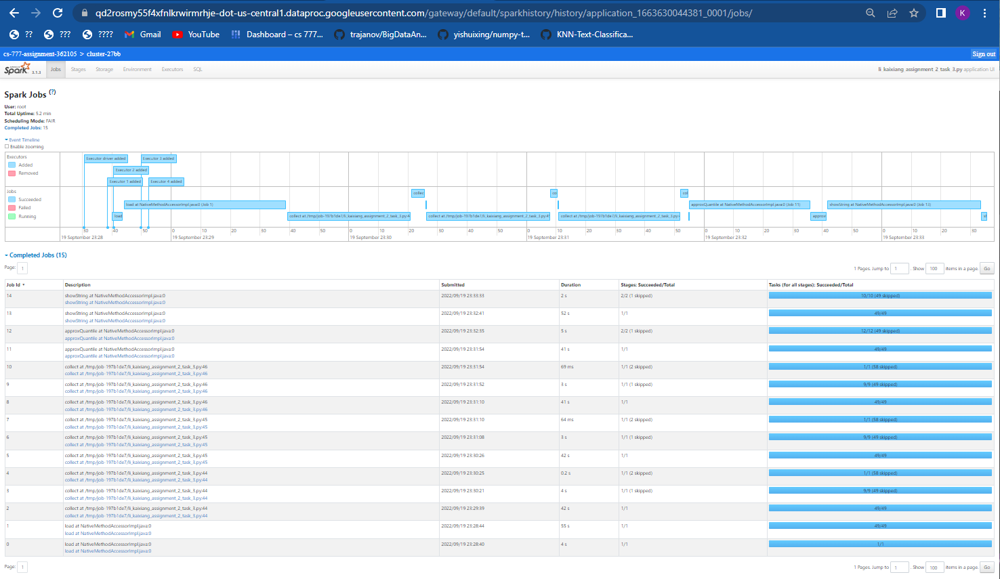 qd2rosmy55f4xfnlkrwirmrhje-dot-us-central1.dataproc.googleusercontent.com/gateway/default/sparkhistory/history/application_1663630044381_0001/jobs/
K
?? ??? ???? Gmail YouTube Dashboard – cs 777... trajanov/BigDataAn... yishuixing/numpy-t... KNN-Text-Classifica...
cs-777-assignment-362105 > cluster-27bb Sign out
Spark 3.1.3 Jobs Stages Storage Environment Executors SQL li_kaixiang_assignment_2_task_3.py application UI
Spark Jobs (?)
User: root
Total Uptime: 5.2 min
Scheduling Mode: FAIR
Completed Jobs: 15
Event Timeline
Enable zooming
Executors
Added
Removed
Executor driver added Executor 3 added
Executor 2 added
Executor 1 added Executor 4 added
Jobs
Succeeded
Failed
Running
collec col col
load at NativeMethodAccessorImpl.java:0 (Job 1) approxQuantile at NativeMethodAccessorImpl.java:0 (Job 11) showString at NativeMethodAccessorImpl.java:0 (Job 13)
load collect at /tmp/job-197b1de7/li_kaixiang_assignment_2_task_3.py:4 collect at /tmp/job-197b1de7/li_kaixiang_assignment_2_task_3.py:45 collect at /tmp/job-197b1de7/li_kaixiang_assignment_2_task_3.py: approx sl
30 40 50 0 10 20 30 40 50 0 10 20 30 40 50 0 10 20 30 40 50 0 10 20 30 40 50 0 10 20 30
19 September 23:28 19 September 23:29 19 September 23:30 19 September 23:31 19 September 23:32 19 September 23:33
Completed Jobs (15)
Page: 1 1 Pages. Jump to 1 . Show 100 items in a page. Go
Job Id Description Submitted Duration Stages: Succeeded/Total Tasks (for all stages): Succeeded/Total
14 showString at NativeMethodAccessorImpl.java:0 2022/09/19 23:33:33 2 s 2/2 (1 skipped) 10/10 (49 skipped)
showString at NativeMethodAccessorImpl.java:0
13 showString at NativeMethodAccessorImpl.java:0 2022/09/19 23:32:41 52 s 1/1 49/49
showString at NativeMethodAccessorImpl.java:0
12 approxQuantile at NativeMethodAccessorImpl.java:0 2022/09/19 23:32:35 5 s 2/2 (1 skipped) 12/12 (49 skipped)
approxQuantile at NativeMethodAccessorImpl.java:0
11 approxQuantile at NativeMethodAccessorImpl.java:0 2022/09/19 23:31:54 41 s 1/1 49/49
approxQuantile at NativeMethodAccessorImpl.java:0
10 collect at /tmp/job-197b1de7/li_kaixiang_assignment_2_task_3.py:46 2022/09/19 23:31:54 69 ms 1/1 (2 skipped) 1/1 (58 skipped)
collect at /tmp/job-197b1de7/li_kaixiang_assignment_2_task_3.py:46
9 collect at /tmp/job-197b1de7/li_kaixiang_assignment_2_task_3.py:46 2022/09/19 23:31:52 3 s 1/1 (1 skipped) 9/9 (49 skipped)
collect at /tmp/job-197b1de7/li_kaixiang_assignment_2_task_3.py:46
8 collect at /tmp/job-197b1de7/li_kaixiang_assignment_2_task_3.py:46 2022/09/19 23:31:10 41 s 1/1 49/49
collect at /tmp/job-197b1de7/li_kaixiang_assignment_2_task_3.py:46
7 collect at /tmp/job-197b1de7/li_kaixiang_assignment_2_task_3.py:45 2022/09/19 23:31:10 64 ms 1/1 (2 skipped) 1/1 (58 skipped)
collect at /tmp/job-197b1de7/li_kaixiang_assignment_2_task_3.py:45
6 collect at /tmp/job-197b1de7/li_kaixiang_assignment_2_task_3.py:45 2022/09/19 23:31:08 3 s 1/1 (1 skipped) 9/9 (49 skipped)
collect at /tmp/job-197b1de7/li_kaixiang_assignment_2_task_3.py:45
5 collect at /tmp/job-197b1de7/li_kaixiang_assignment_2_task_3.py:45 2022/09/19 23:30:26 42 s 1/1 49/49
collect at /tmp/job-197b1de7/li_kaixiang_assignment_2_task_3.py:45
4 collect at /tmp/job-197b1de7/li_kaixiang_assignment_2_task_3.py:44 2022/09/19 23:30:25 0.2 s 1/1 (2 skipped) 1/1 (58 skipped)
collect at /tmp/job-197b1de7/li_kaixiang_assignment_2_task_3.py:44
3 collect at /tmp/job-197b1de7/li_kaixiang_assignment_2_task_3.py:44 2022/09/19 23:30:21 4 s 1/1 (1 skipped) 9/9 (49 skipped)
collect at /tmp/job-197b1de7/li_kaixiang_assignment_2_task_3.py:44
2 collect at /tmp/job-197b1de7/li_kaixiang_assignment_2_task_3.py:44 2022/09/19 23:29:39 42 s 1/1 49/49
collect at /tmp/job-197b1de7/li_kaixiang_assignment_2_task_3.py:44
1 load at NativeMethodAccessorImpl.java:0 2022/09/19 23:28:44 55 s 1/1 49/49
load at NativeMethodAccessorImpl.java:0
0 load at NativeMethodAccessorImpl.java:0 2022/09/19 23:28:40 4 s 1/1 1/1
load at NativeMethodAccessorImpl.java:0
Page: 1 1 Pages. Jump to 1 . Show 100 items in a page. Go